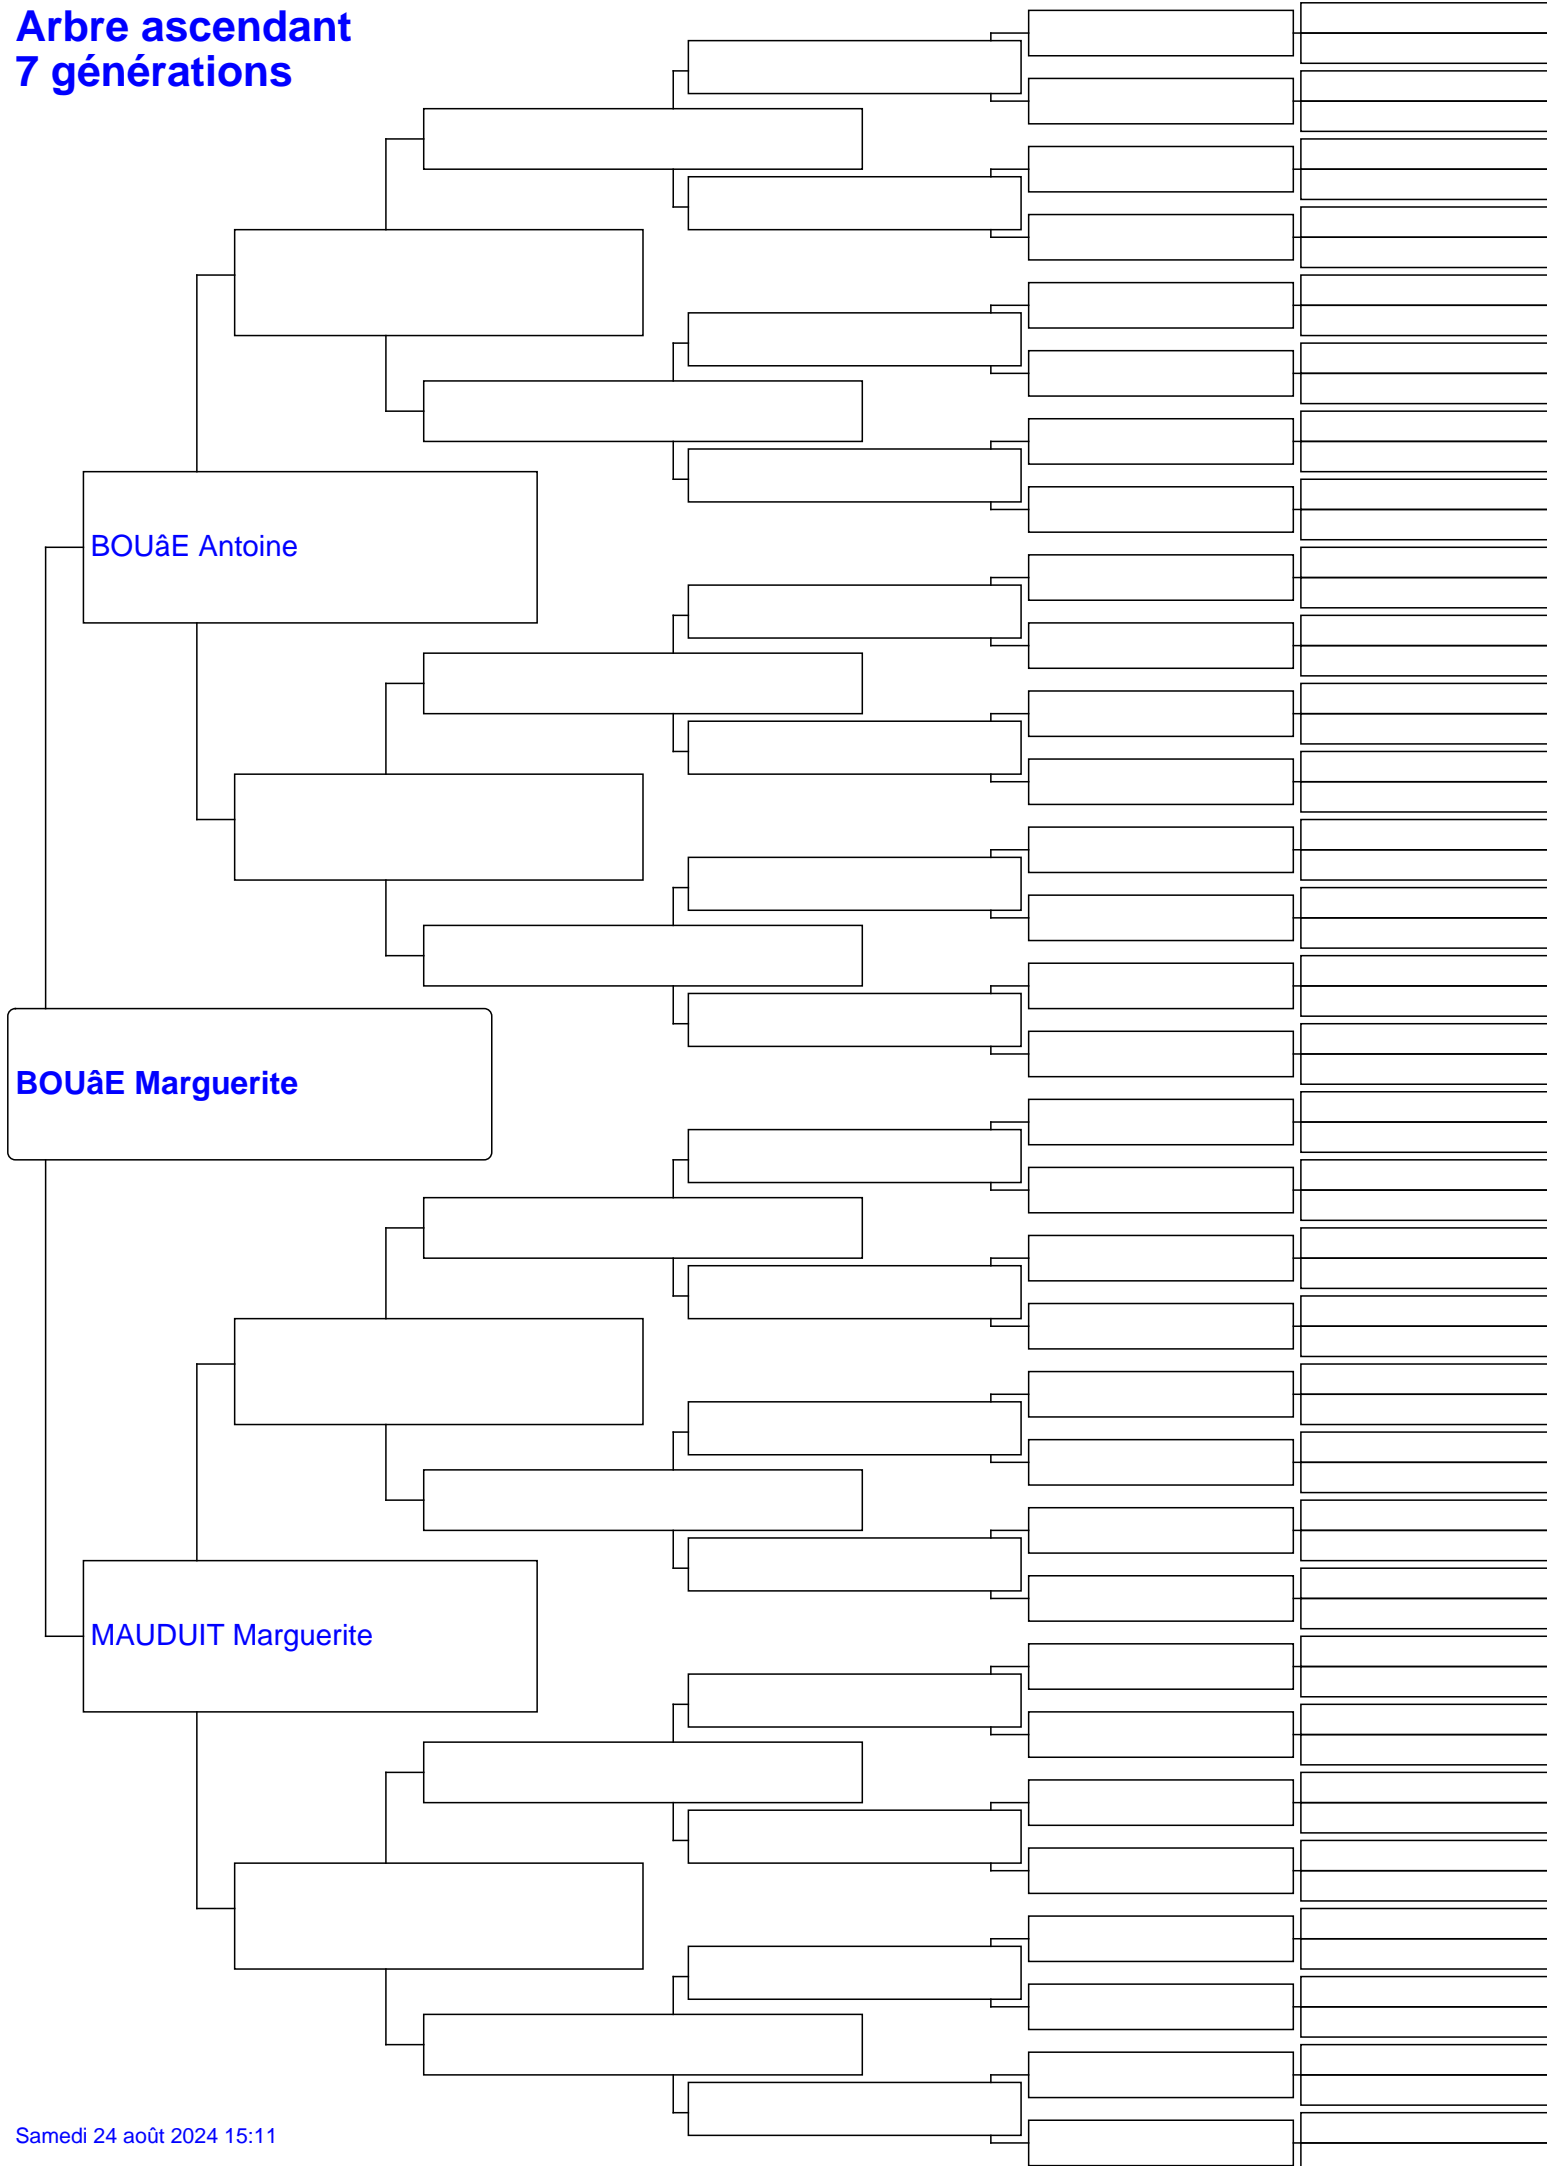 Arbre ascendant
7 générations
BOUâE Antoine
BOUâE Marguerite
MAUDUIT Marguerite
Samedi 24 août 2024 15:11